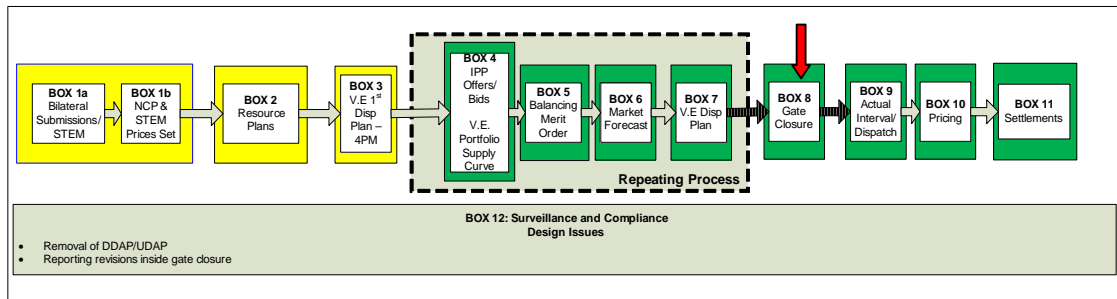 BOX 1a
Bilateral
Submissions/
STEM
BOX 1b
NCP &
STEM
Prices Set
BOX 2
Resource
Plans
BOX 3
V.E 1st
Disp
Plan –
4PM
BOX 4
IPP
Offers/
Bids
V.E.
Portfolio
Supply
Curve
BOX 5
Balancing
Merit
Order
BOX 6
Market
Forecast
BOX 7
V.E Disp
Plan
Repeating Process
BOX 8
Gate
Closure
BOX 9
Actual
Interval/
Dispatch
BOX 10
Pricing
BOX 11
Settlements
BOX 12: Surveillance and Compliance
Design Issues
• Removal of DDAP/UDAP
• Reporting revisions inside gate closure